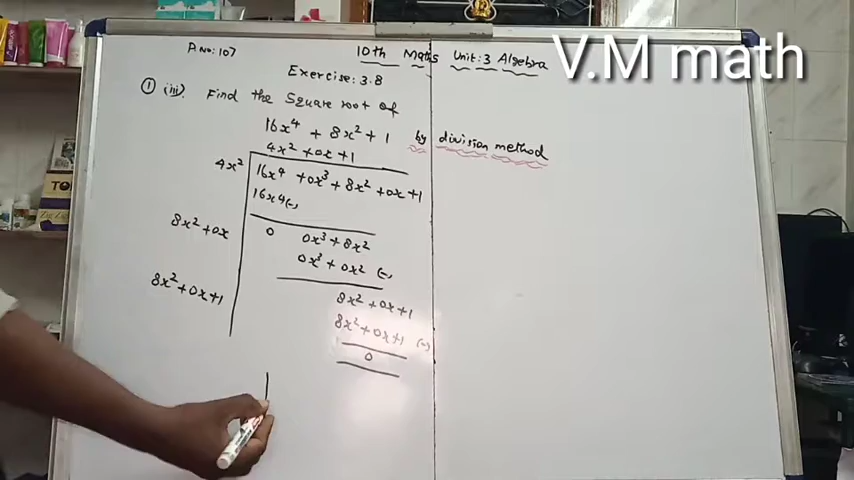 V.M math
P.No: 107
10th Maths Unit: 3 Algebra
Exercise: 3.8
① (iii). Find the Square root of
16x⁴ + 8x² + 1 by division method
4x² + 0x + 1
4x² 16x⁴ + 0x³ + 8x² + 0x + 1
16x⁴ (-)
8x² + 0x 0 0x³ + 8x²
0x³ + 0x² (-)
8x² + 0x + 1 8x² + 0x + 1
8x² + 0x + 1 (-)
0